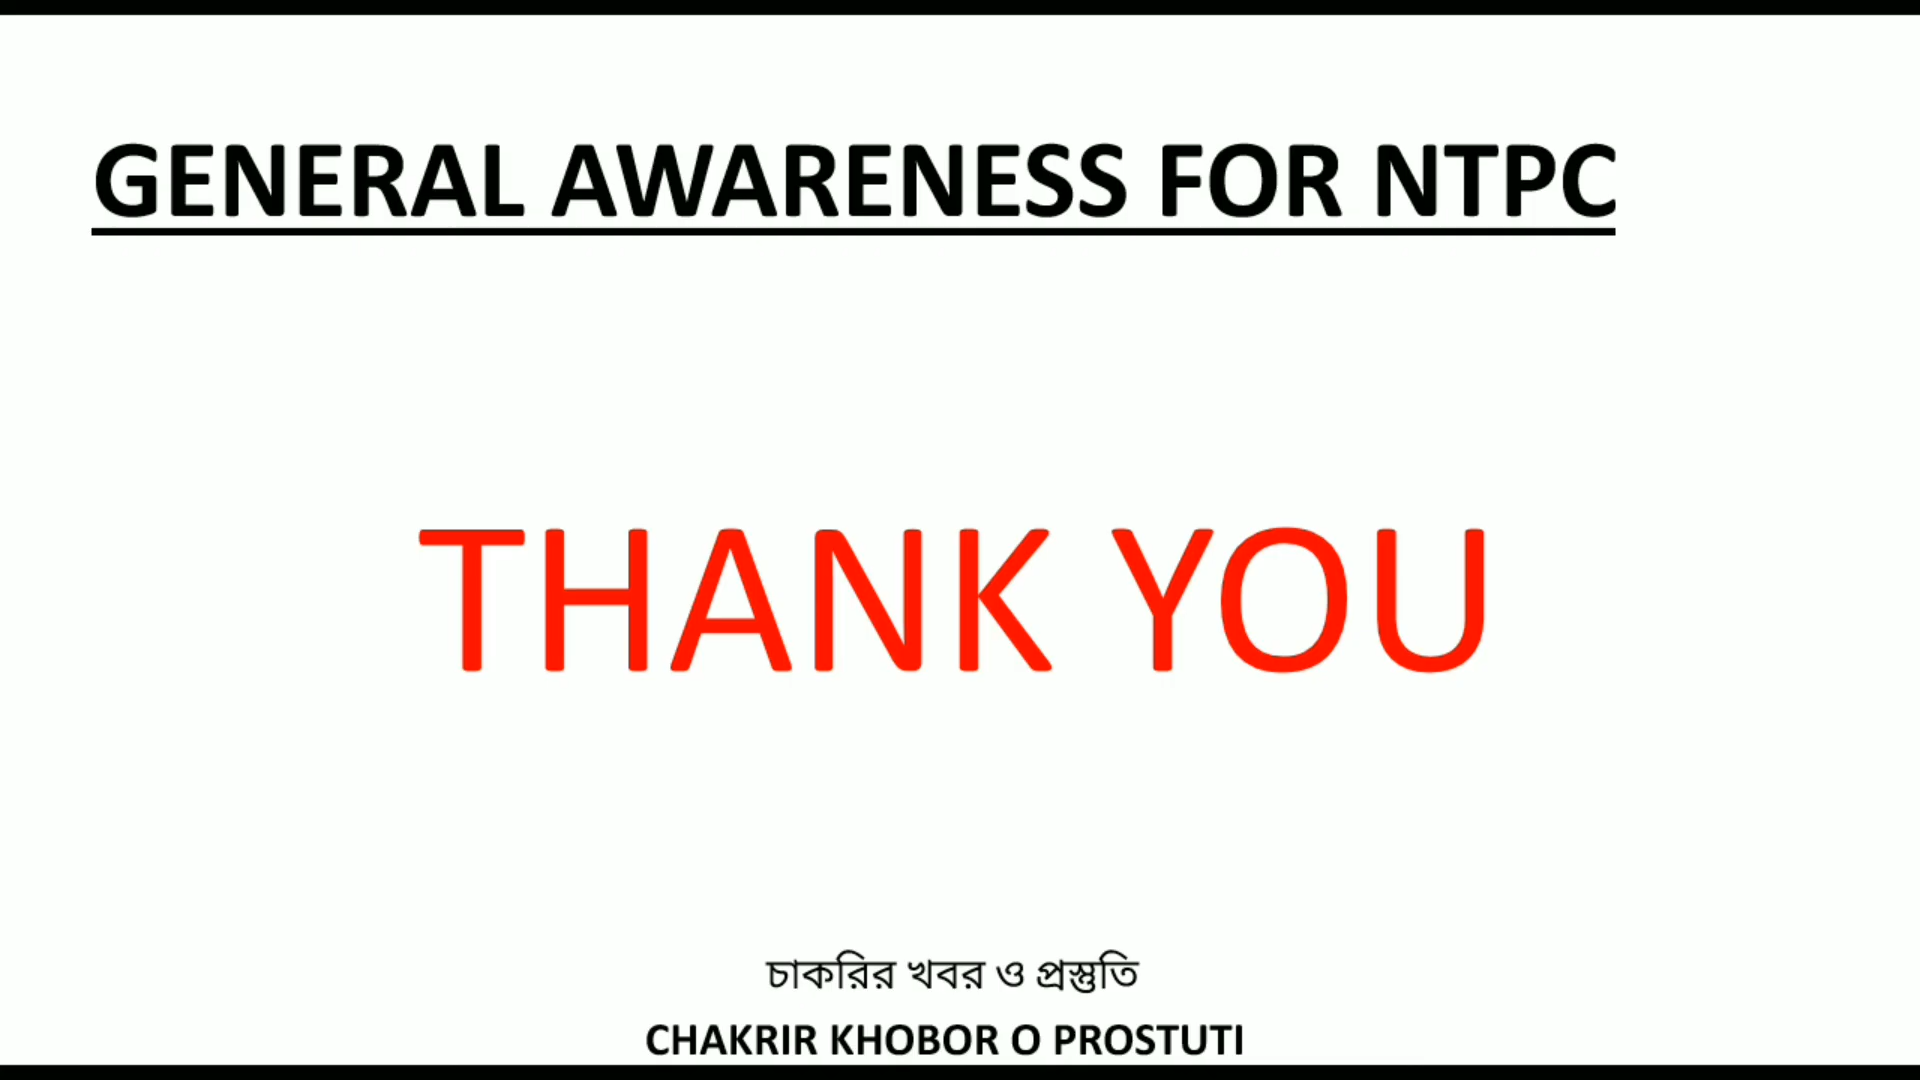 GENERAL AWARENESS FOR NTPC
THANK YOU
চাকরির খবর ও প্রস্তুতি
CHAKRIR KHOBOR O PROSTUTI